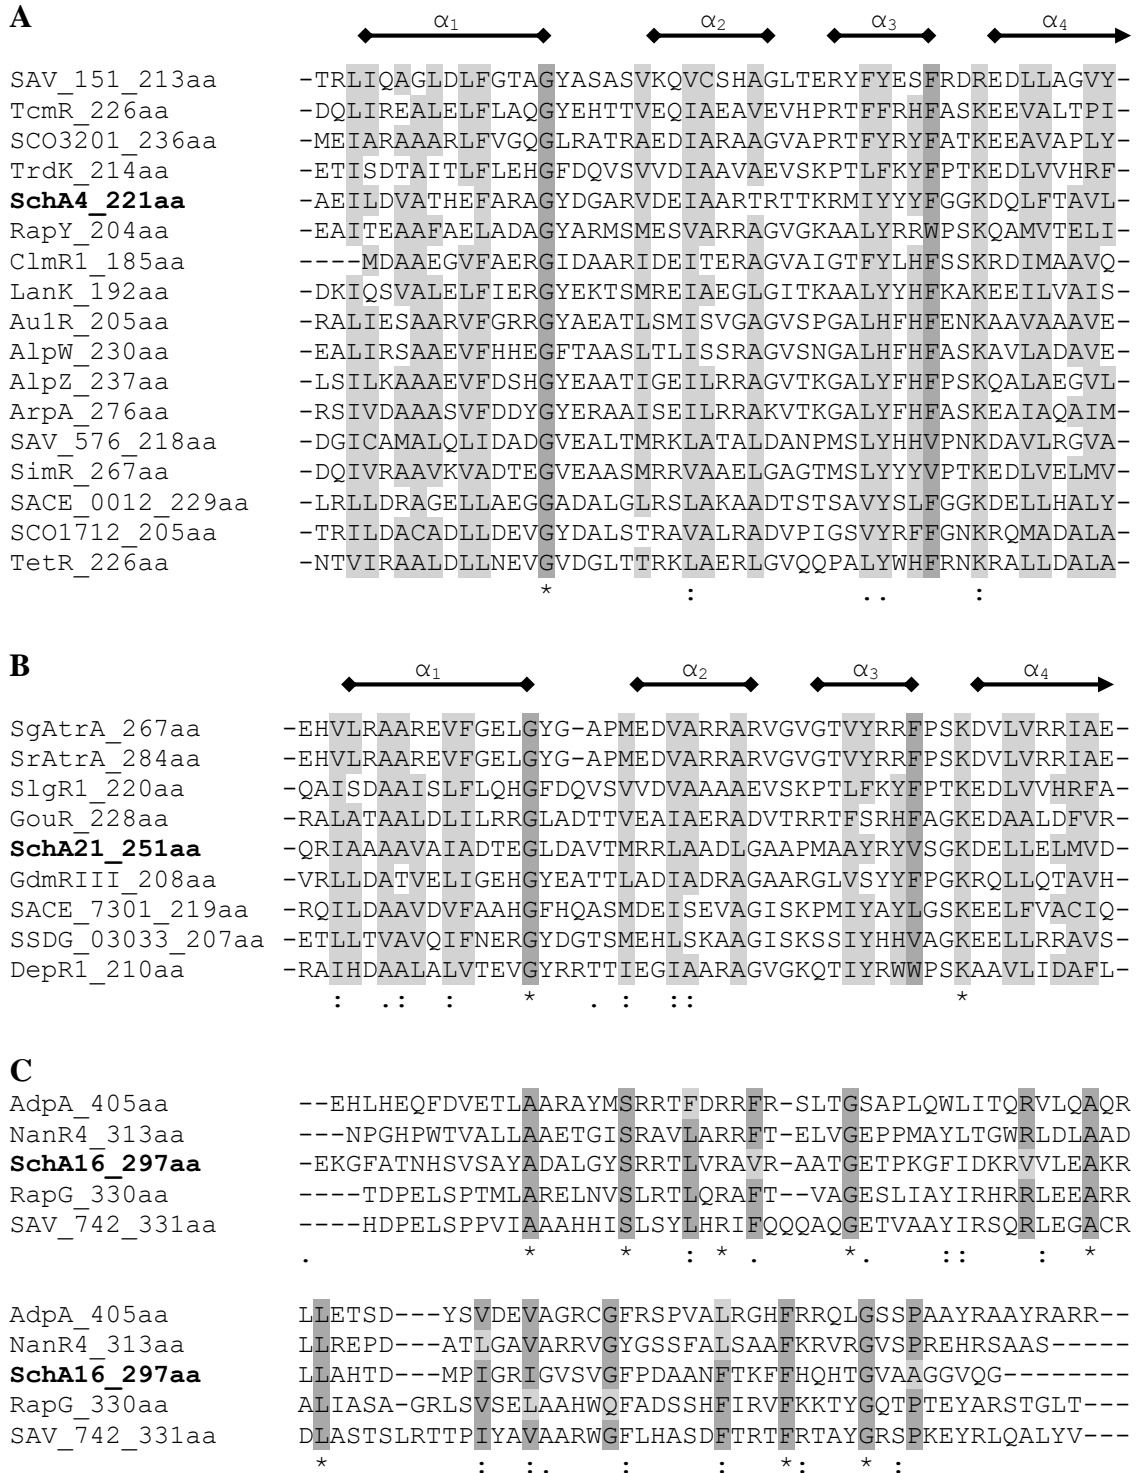 A
α1 α2 α3 α4
SAV_151_213aa -TRLIQAGLDLFGTAGYASASVKQVCSHAGLTERYFYESFRDREDLLAGVY-
TcmR_226aa -DQLIREALELFLAQGYEHTTVEQIAEAVEVHPRTFFRHFASKEEVALTPI-
SCO3201_236aa -MEIARAAARLFVGQGLRATRAEDIARAAGVAPRTFYRYFATKEEAVAPLY-
TrdK_214aa -ETISDTAITLFLEHGFDQVSVVDIAAVAEVSKPTLFKYFPTKEDLVVHRF-
SchA4_221aa -AEILDVATHEFARAGYDGARVDEIAARTRTTKRMIYYYFGGKDQLFTAVL-
RapY_204aa -EAITEAAFAELADAGYARMSMESVARRAGVGKAALYRRWPSKQAMVTELI-
ClmR1_185aa ----MDAAEGVFAERGIDAARIDEITERAGVAIGTFYLHFSSKRDIMAAVQ-
LanK_192aa -DKIQSVALELFIERGYEKTSMREIAEGLGITKAALYYHFKAKEEILVAIS-
Au1R_205aa -RALIESAARVFGRRGYAEATLSMISVGAGVSPGALHFHFENKAAVAAAVE-
AlpW_230aa -EALIRSAAEVFHHEGFTAASLTLISSRAGVSNGALHFHFASKAVLADAVE-
AlpZ_237aa -LSILKAAAEVFDSHGYEAATIGEILRRAGVTKGALYFHFPSKQALAEGVL-
ArpA_276aa -RSIVDAAASVFDDYGYERAAISEILRRAKVTKGALYFHFASKEAIAQAIM-
SAV_576_218aa -DGICAMALQLIDADGVEALTMRKLATALDANPMSLYHHVPNKDAVLRGVA-
SimR_267aa -DQIVRAAVKVADTEGVEAASMRRVAAELGAGTMSLYYYVPTKEDLVELMV-
SACE_0012_229aa -LRLLDRAGELLAEGGADALGLRSLAKAADTSTSAVYSLFGGKDELLHALY-
SCO1712_205aa -TRILDACADLLDEVGYDALSTRAVALRADVPIGSVYRFFGNKRQMADALA-
TetR_226aa -NTVIRAALDLLNEVGVDGLTTRKLAERLGVQQPALYWHFRNKRALLDALA-
* : .. :
B
α1 α2 α3 α4
SgAtrA_267aa -EHVLRAAREVFGELGYG-APMEDVARRARVGVGTVYRRFPSKDVLVRRIAE-
SrAtrA_284aa -EHVLRAAREVFGELGYG-APMEDVARRARVGVGTVYRRFPSKDVLVRRIAE-
SlgR1_220aa -QAISDAAISLFLQHGFDQVSVVDVAAAAEVSKPTLFKYFPTKEDLVVHRFA-
GouR_228aa -RALATAALDLILRRGLADTTVEAIAERADVTRRTFSRHFAGKEDAALDFVR-
SchA21_251aa -QRIAAAAVAIADTEGLDAVTMRRLAADLGAAPMAAYRYVSGKDELLELMVD-
GdmRIII_208aa -VRLLDATVELIGEHGYEATTLADIADRAGAARGLVSYYFPGKRQLLQTAVH-
SACE_7301_219aa -RQILDAAVDVFAAHGFHQASMDEISEVAGISKPMIYAYLGSKEELFVACIQ-
SSDG_03033_207aa -ETLLTVAVQIFNERGYDGTSMEHLSKAAGISKSSIYHHVAGKEELLRRAVS-
DepR1_210aa -RAIHDAALALVTEVGYRRTTIEGIAARAGVGKQTIYRWWPSKAAVLIDAFL-
: .: : * . : :: *
C
AdpA_405aa --EHLHEQFDVETLAARAYMSRRTFDRRFR-SLTGSAPLQWLITQRVLQAQR
NanR4_313aa ---NPGHPWTVALLAAETGISRAVLARRFT-ELVGEPPMAYLTGWRLDLAAD
SchA16_297aa -EKGFATNHSVSAYADALGYSRRTLVRAVR-AATGETPKGFIDKRVVLEAKR
RapG_330aa ----TDPELSPTMLARELNVSLRTLQRAFT--VAGESLIAYIRHRRLEEARR
SAV_742_331aa ----HDPELSPPVIAAAHHISLSYLHRIFQQQAQGETVAAYIRSQRLEGACR
. * * : * . *. :: : *
AdpA_405aa LLETSD---YSVDEVAGRCGFRSPVALRGHFRRQLGSSPAAYRAAYRARR--
NanR4_313aa LLREPD---ATLGAVARRVGYGSSFALSAAFKRVRGVSPREHRSAAS-----
SchA16_297aa LLAHTD---MPIGRIGVSVGFPDAANFTKFFHQHTGVAAGGVQG--------
RapG_330aa ALIASA-GRLSVSELAAHWQFADSSHFIRVFKKTYGQTPTEYARSTGLT---
SAV_742_331aa DLASTSLRTTPIYAVAARWGFLHASDFTRTFRTAYGRSPKEYRLQALYV---
* : :. : : *: * :